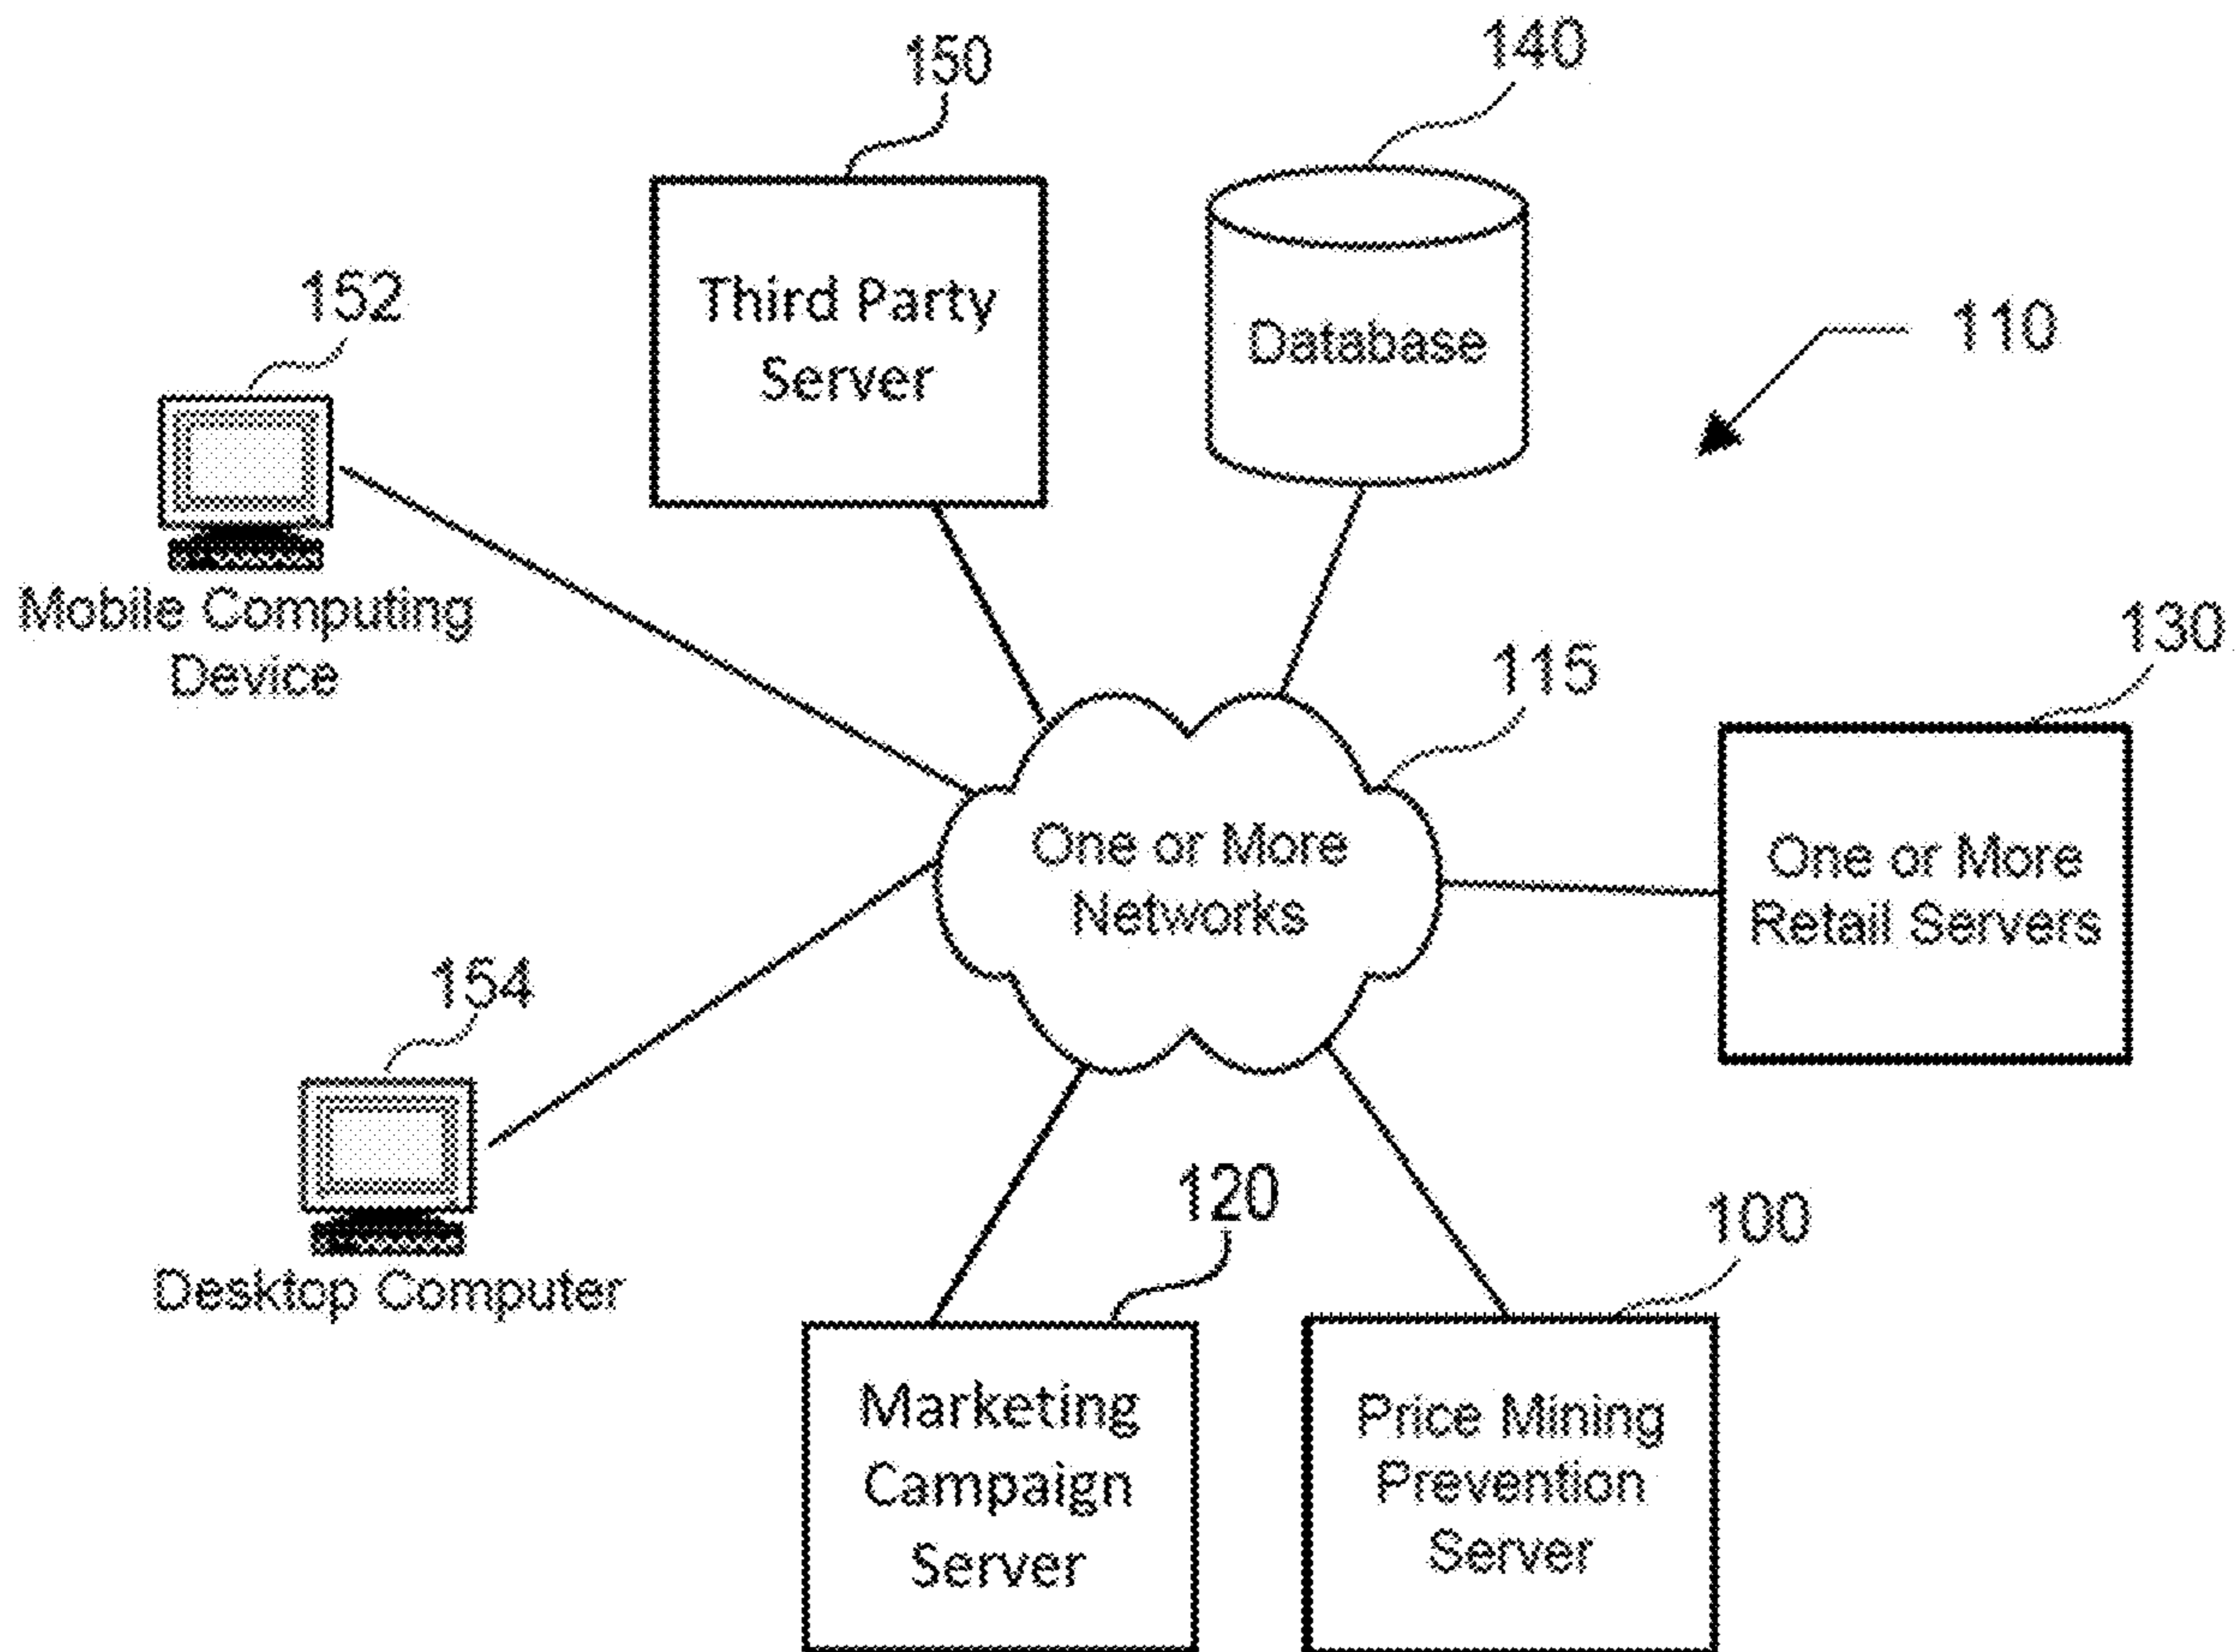 150
140
152
Third Party
Server
Database
110
Mobile Computing
Device
115
130
One or More
Networks
One or More
Retail Servers
154
120
100
Desktop Computer
Marketing
Campaign
Server
Price Mining
Prevention
Server